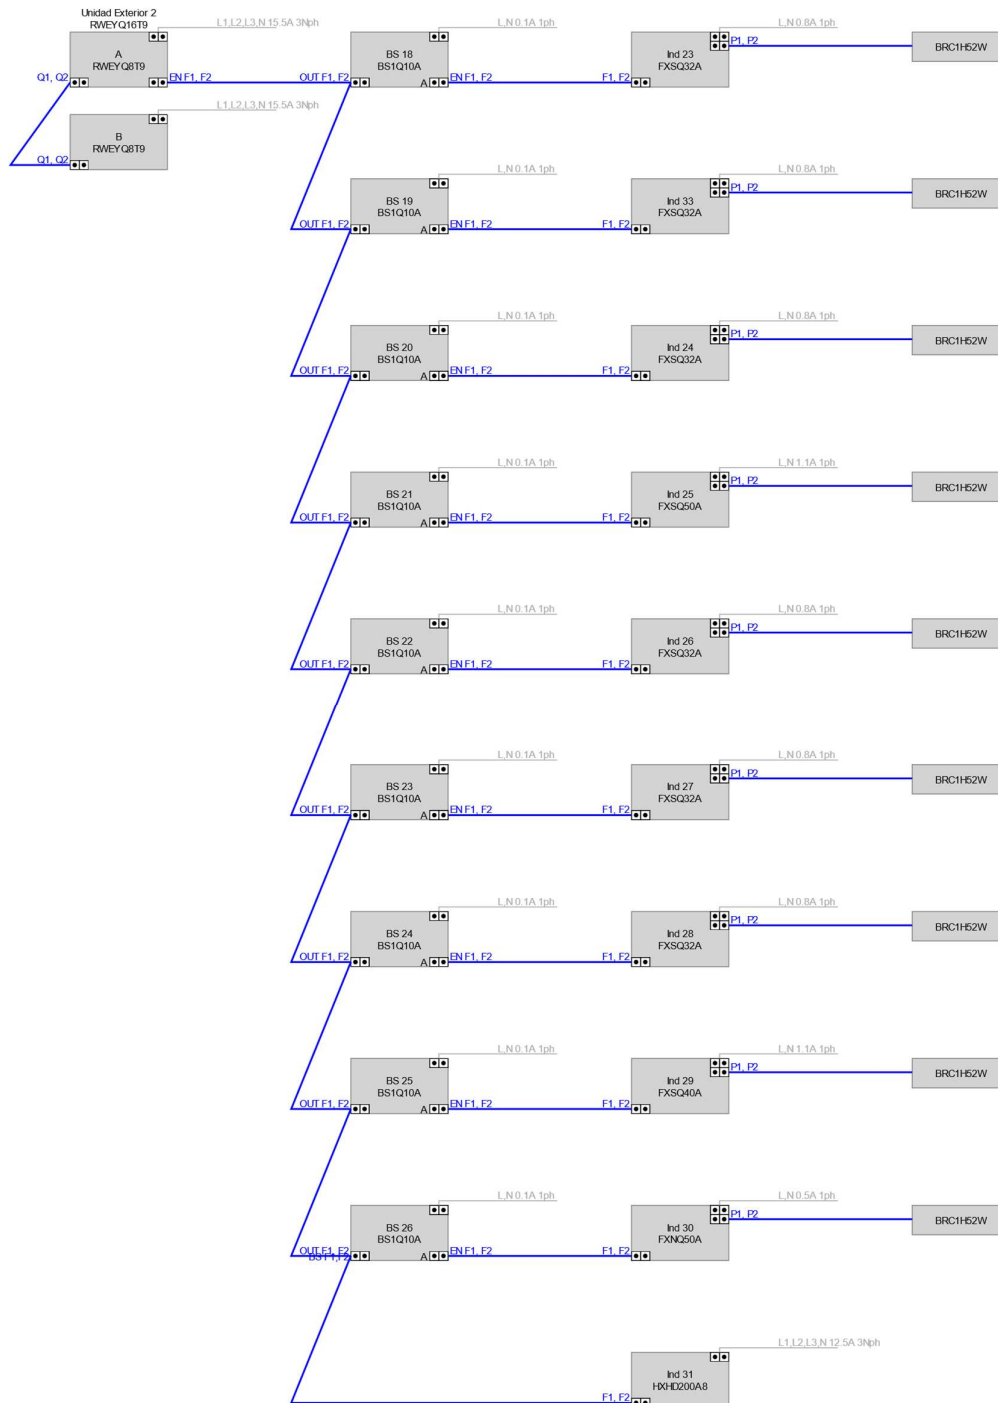 Unidad Exterior 2
RWEYQ16T9
L1,L2,L3,N 15.5A 3Nph
A
RWEYQ8T9
Q1, Q2
EN F1, F2
L1,L2,L3,N 15.5A 3Nph
B
RWEYQ8T9
Q1, Q2
L,N 0.1A 1ph
BS 18
BS1Q10A
OUT F1, F2
A
EN F1, F2
L,N 0.8A 1ph
Ind 23
FXSQ32A
F1, F2
P1, P2
BRC1H52W
L,N 0.1A 1ph
BS 19
BS1Q10A
OUT F1, F2
A
EN F1, F2
L,N 0.8A 1ph
Ind 33
FXSQ32A
F1, F2
P1, P2
BRC1H52W
L,N 0.1A 1ph
BS 20
BS1Q10A
OUT F1, F2
A
EN F1, F2
L,N 0.8A 1ph
Ind 24
FXSQ32A
F1, F2
P1, P2
BRC1H52W
L,N 0.1A 1ph
BS 21
BS1Q10A
OUT F1, F2
A
EN F1, F2
L,N 1.1A 1ph
Ind 25
FXSQ50A
F1, F2
P1, P2
BRC1H52W
L,N 0.1A 1ph
BS 22
BS1Q10A
OUT F1, F2
A
EN F1, F2
L,N 0.8A 1ph
Ind 26
FXSQ32A
F1, F2
P1, P2
BRC1H52W
L,N 0.1A 1ph
BS 23
BS1Q10A
OUT F1, F2
A
EN F1, F2
L,N 0.8A 1ph
Ind 27
FXSQ32A
F1, F2
P1, P2
BRC1H52W
L,N 0.1A 1ph
BS 24
BS1Q10A
OUT F1, F2
A
EN F1, F2
L,N 0.8A 1ph
Ind 28
FXSQ32A
F1, F2
P1, P2
BRC1H52W
L,N 0.1A 1ph
BS 25
BS1Q10A
OUT F1, F2
A
EN F1, F2
L,N 1.1A 1ph
Ind 29
FXSQ40A
F1, F2
P1, P2
BRC1H52W
L,N 0.1A 1ph
BS 26
BS1Q10A
OUT F1, F2
BS F1, F2
A
EN F1, F2
L,N 0.5A 1ph
Ind 30
FXNQ50A
F1, F2
P1, P2
BRC1H52W
L1,L2,L3,N 12.5A 3Nph
Ind 31
HXHD200A8
F1, F2